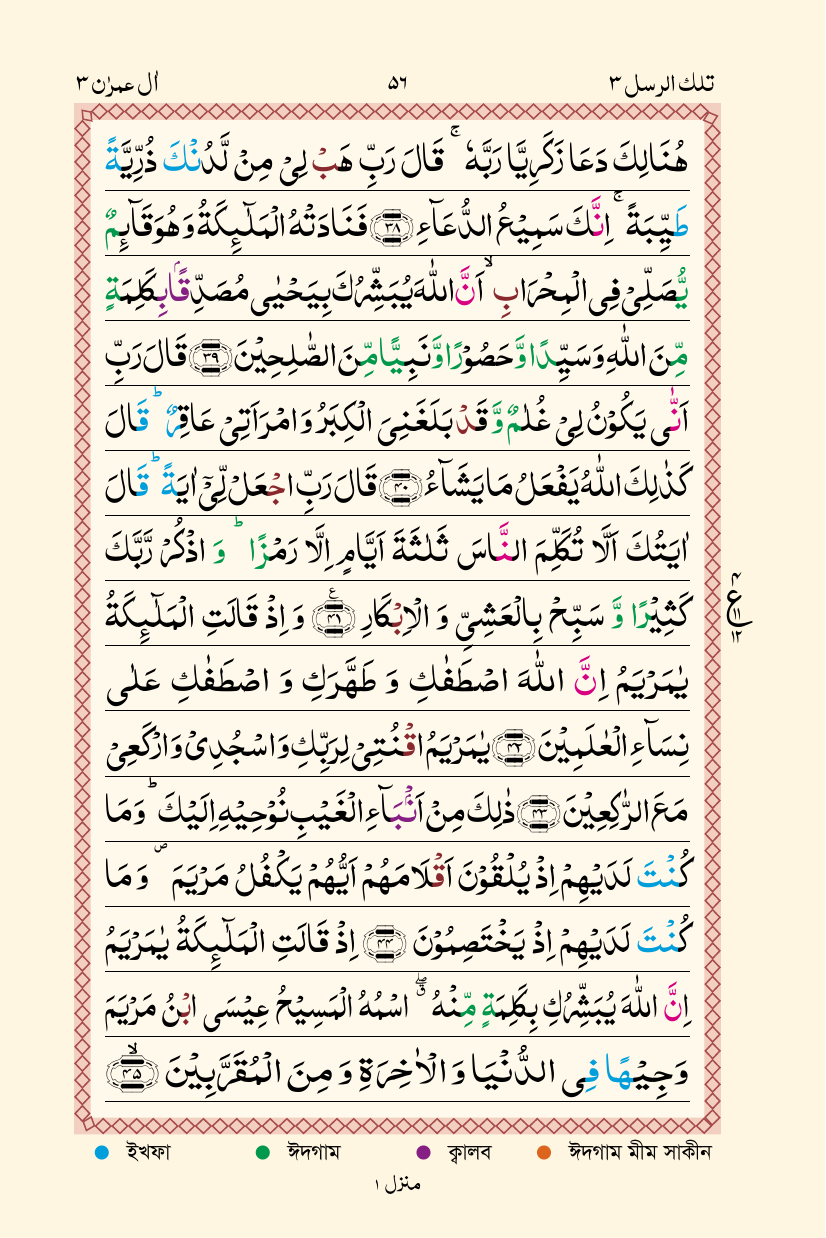 تلك الرسل ٣ ٥٦ اٰل عمرٰن ٣
هُنَالِكَ دَعَا زَكَرِيَّا رَبَّهٗ ۚ قَالَ رَبِّ هَبْ لِىْ مِنْ لَّدُنْكَ ذُرِّيَّةً
طَيِّبَةً ۚ اِنَّكَ سَمِيْعُ الدُّعَآءِ ﴿٣٨﴾ فَنَادَتْهُ الْمَلٰٓئِكَةُ وَهُوَ قَآئِمٌ
يُّصَلِّىْ فِى الْمِحْرَابِ ۙ اَنَّ اللّٰهَ يُبَشِّرُكَ بِيَحْيٰى مُصَدِّقًۢا بِكَلِمَةٍ
مِّنَ اللّٰهِ وَسَيِّدًا وَّحَصُوْرًا وَّنَبِيًّا مِّنَ الصّٰلِحِيْنَ ﴿٣٩﴾ قَالَ رَبِّ
اَنّٰى يَكُوْنُ لِىْ غُلٰمٌ وَّقَدْ بَلَغَنِىَ الْكِبَرُ وَامْرَاَتِىْ عَاقِرٌ ؕ قَالَ
كَذٰلِكَ اللّٰهُ يَفْعَلُ مَا يَشَآءُ ﴿٤٠﴾ قَالَ رَبِّ اجْعَلْ لِّىْٓ اٰيَةً ؕ قَالَ
اٰيَتُكَ اَلَّا تُكَلِّمَ النَّاسَ ثَلٰثَةَ اَيَّامٍ اِلَّا رَمْزًا ؕ وَ اذْكُرْ رَّبَّكَ
كَثِيْرًا وَّ سَبِّحْ بِالْعَشِىِّ وَ الْاِبْكَارِ ﴿٤١﴾ ع وَ اِذْ قَالَتِ الْمَلٰٓئِكَةُ
ع ٤ ١١ ١٢
يٰمَرْيَمُ اِنَّ اللّٰهَ اصْطَفٰكِ وَ طَهَّرَكِ وَ اصْطَفٰكِ عَلٰى
نِسَآءِ الْعٰلَمِيْنَ ﴿٤٢﴾ يٰمَرْيَمُ اقْنُتِىْ لِرَبِّكِ وَاسْجُدِىْ وَارْكَعِىْ
مَعَ الرّٰكِعِيْنَ ﴿٤٣﴾ ذٰلِكَ مِنْ اَنْۢبَآءِ الْغَيْبِ نُوْحِيْهِ اِلَيْكَ ؕ وَمَا
كُنْتَ لَدَيْهِمْ اِذْ يُلْقُوْنَ اَقْلَامَهُمْ اَيُّهُمْ يَكْفُلُ مَرْيَمَ ۪ وَ مَا
كُنْتَ لَدَيْهِمْ اِذْ يَخْتَصِمُوْنَ ﴿٤٤﴾ اِذْ قَالَتِ الْمَلٰٓئِكَةُ يٰمَرْيَمُ
اِنَّ اللّٰهَ يُبَشِّرُكِ بِكَلِمَةٍ مِّنْهُ ۖق اسْمُهُ الْمَسِيْحُ عِيْسَى ابْنُ مَرْيَمَ
وَجِيْهًا فِى الدُّنْيَا وَ الْاٰخِرَةِ وَ مِنَ الْمُقَرَّبِيْنَ ﴿٤٥﴾ ۙ
ইখফা ঈদগাম ক্বালব ঈদগাম মীম সাকীন
منزل ١